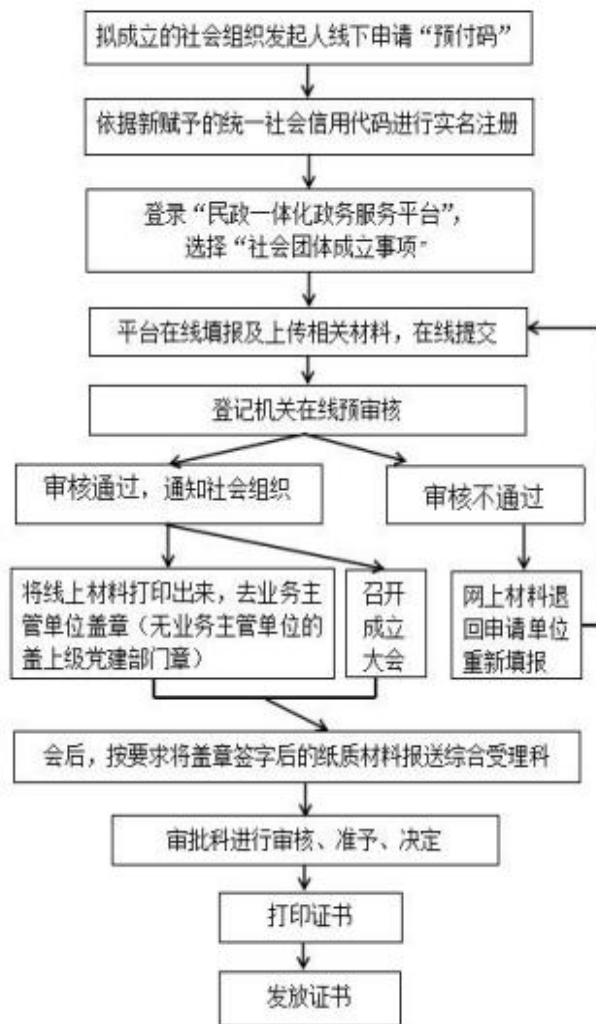 拟成立的社会组织发起人线下申请“预付码”
依据新赋予的统一社会信用代码进行实名注册
登录“民政一体化政务服务平台”，
选择“社会团体成立事项”
平台在线填报及上传相关材料，在线提交
登记机关在线预审核
审核通过，通知社会组织
审核不通过
将线上材料打印出来，去业务主
管单位盖章（无业务主管单位的
盖上级党建部门章）
召开
成立
大会
网上材料退
回申请单位
重新填报
会后，按要求将盖章签字后的纸质材料报送综合受理科
审批科进行审核、准予、决定
打印证书
发放证书